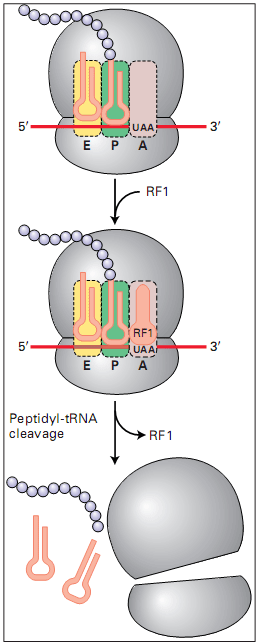 UAA
5' 3'
E P A
RF1
RF1
5' UAA 3'
E P A
Peptidyl-tRNA
cleavage
RF1